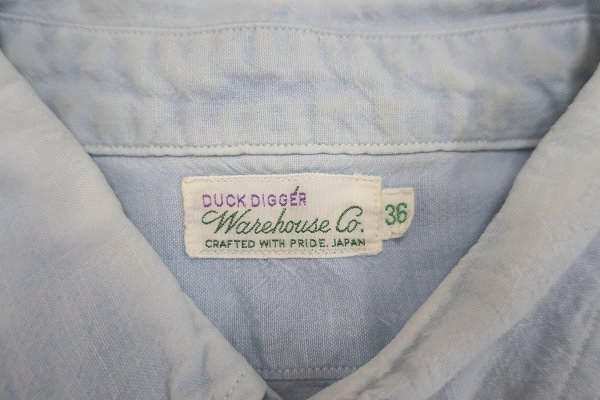 DUCK DIGGER
Warehouse Co.
CRAFTED WITH PRIDE. JAPAN
36